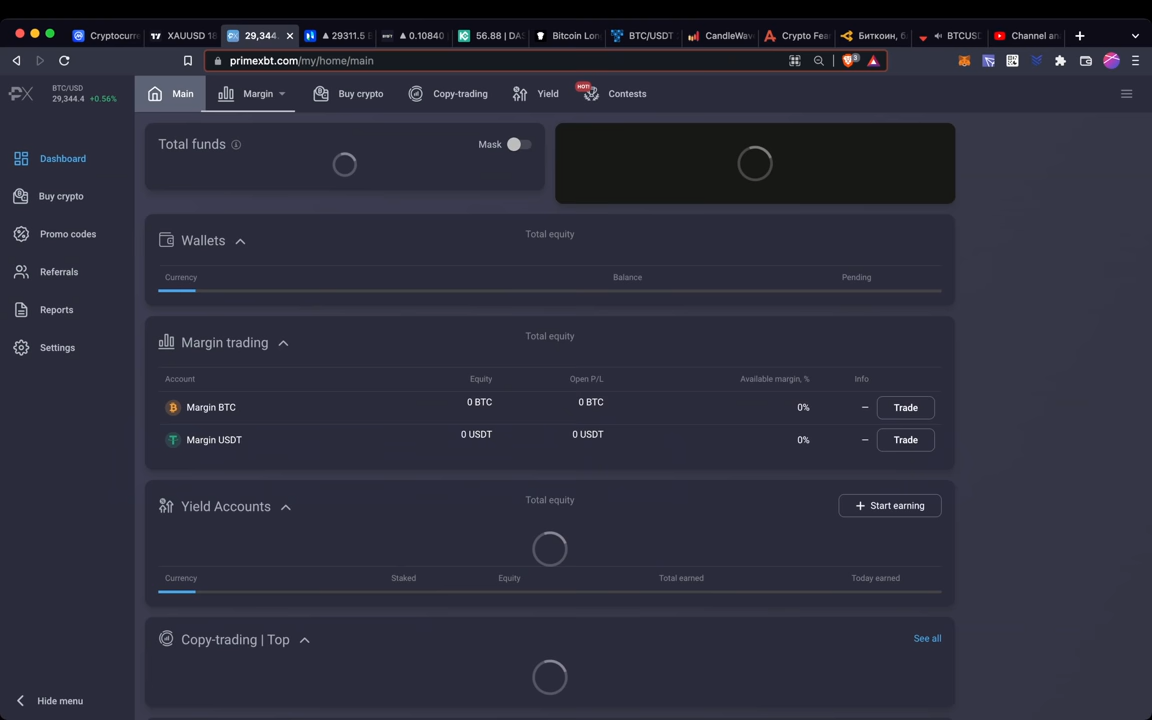 Cryptocurre
XAUUSD 18
29,344.
29311.5 B
0.10840
56.88 | DA
Bitcoin Lon
BTC/USDT
CandleWav
Crypto Fea
Биткоин, б
BTCUSD
Channel an
primexbt.com/my/home/main
3
BTC/USD
29,344.4 +0.56%
Main
Margin
Buy crypto
Copy-trading
Yield
HOT!
Contests
Dashboard
Buy crypto
Promo codes
Referrals
Reports
Settings
Hide menu
Total funds
Mask
Wallets
Total equity
Currency Balance Pending
Margin trading
Total equity
Account Equity Open P/L Available margin, % Info
Margin BTC 0 BTC 0 BTC 0% – Trade
Margin USDT 0 USDT 0 USDT 0% – Trade
Yield Accounts
Total equity
+ Start earning
Currency Staked Equity Total earned Today earned
Copy-trading | Top
See all